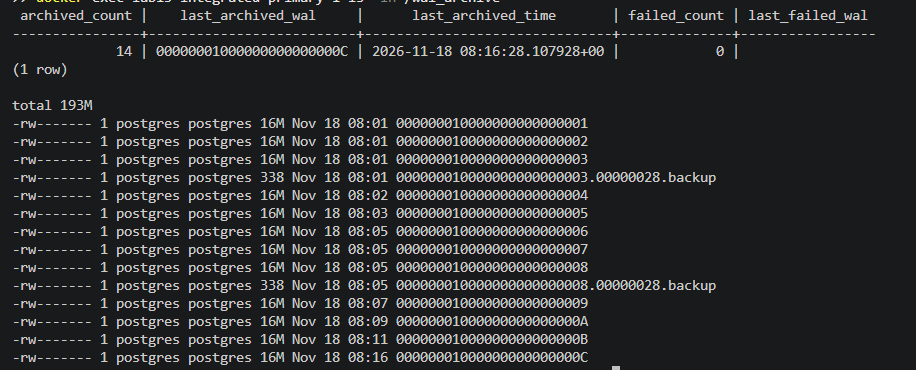 archived_count |     last_archived_wal    |      last_archived_time       | failed_count | last_failed_wal
----------------+--------------------------+-------------------------------+--------------+-----------------
             14 | 00000001000000000000000C | 2026-11-18 08:16:28.107928+00 |            0 |
(1 row)
total 193M
-rw------- 1 postgres postgres 16M Nov 18 08:01 000000010000000000000001
-rw------- 1 postgres postgres 16M Nov 18 08:01 000000010000000000000002
-rw------- 1 postgres postgres 16M Nov 18 08:01 000000010000000000000003
-rw------- 1 postgres postgres 338 Nov 18 08:01 000000010000000000000003.00000028.backup
-rw------- 1 postgres postgres 16M Nov 18 08:02 000000010000000000000004
-rw------- 1 postgres postgres 16M Nov 18 08:03 000000010000000000000005
-rw------- 1 postgres postgres 16M Nov 18 08:05 000000010000000000000006
-rw------- 1 postgres postgres 16M Nov 18 08:05 000000010000000000000007
-rw------- 1 postgres postgres 16M Nov 18 08:05 000000010000000000000008
-rw------- 1 postgres postgres 338 Nov 18 08:05 000000010000000000000008.00000028.backup
-rw------- 1 postgres postgres 16M Nov 18 08:07 000000010000000000000009
-rw------- 1 postgres postgres 16M Nov 18 08:09 00000001000000000000000A
-rw------- 1 postgres postgres 16M Nov 18 08:11 00000001000000000000000B
-rw------- 1 postgres postgres 16M Nov 18 08:16 00000001000000000000000C